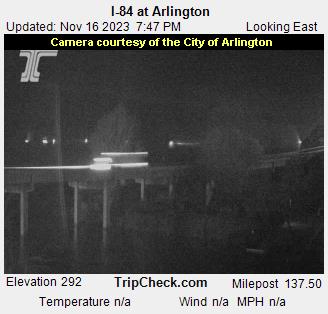 I-84 at Arlington
Updated: Nov 16 2023 7:47 PM Looking East
Camera courtesy of the City of Arlington
Elevation 292 TripCheck.com Milepost 137.50
Temperature n/a Wind n/a MPH n/a